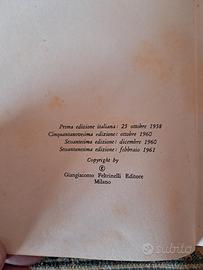 Prima edizione italiana: 25 ottobre 1958
Cinquantanovesima edizione: ottobre 1960
Sessantesima edizione: dicembre 1960
Sessantunesima edizione: febbraio 1961
Copyright by
©
Giangiacomo Feltrinelli Editore
Milano
subito